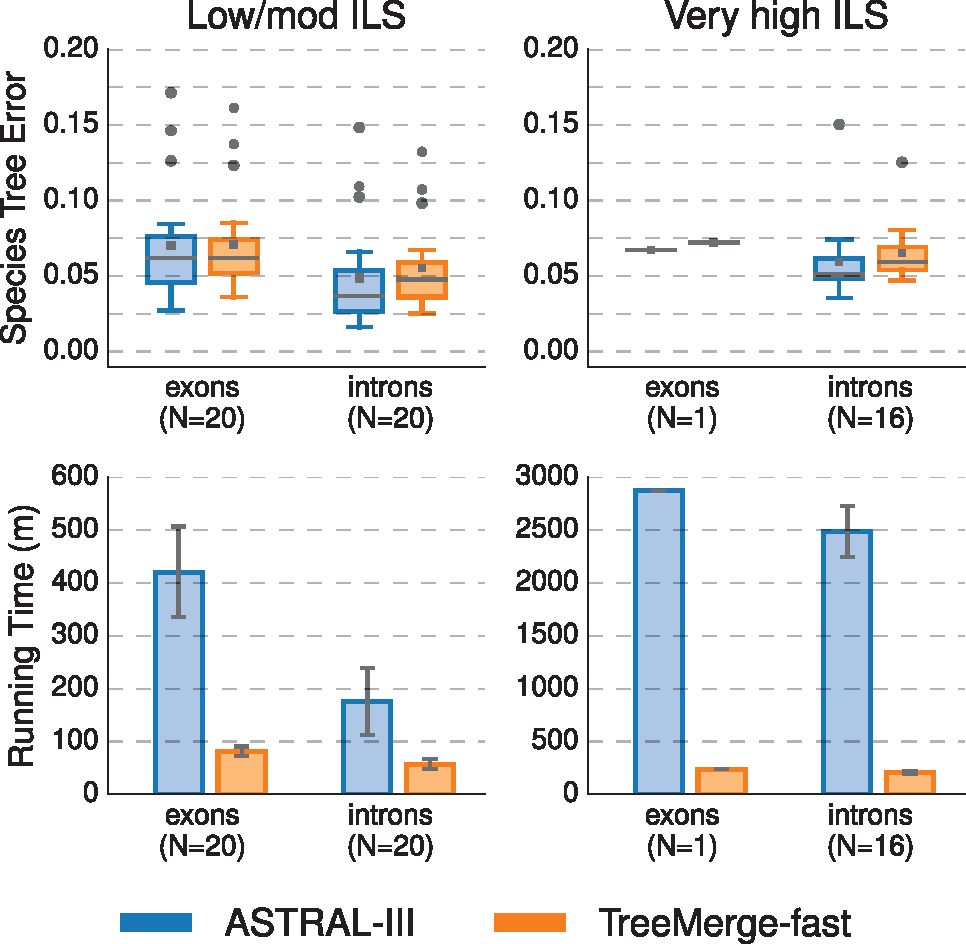 Low/mod ILS
Very high ILS
Species Tree Error
0.20
0.15
0.10
0.05
0.00
exons
(N=20)
introns
(N=20)
0.20
0.15
0.10
0.05
0.00
exons
(N=1)
introns
(N=16)
Running Time (m)
600
500
400
300
200
100
0
exons
(N=20)
introns
(N=20)
3000
2500
2000
1500
1000
500
0
exons
(N=1)
introns
(N=16)
ASTRAL-III
TreeMerge-fast